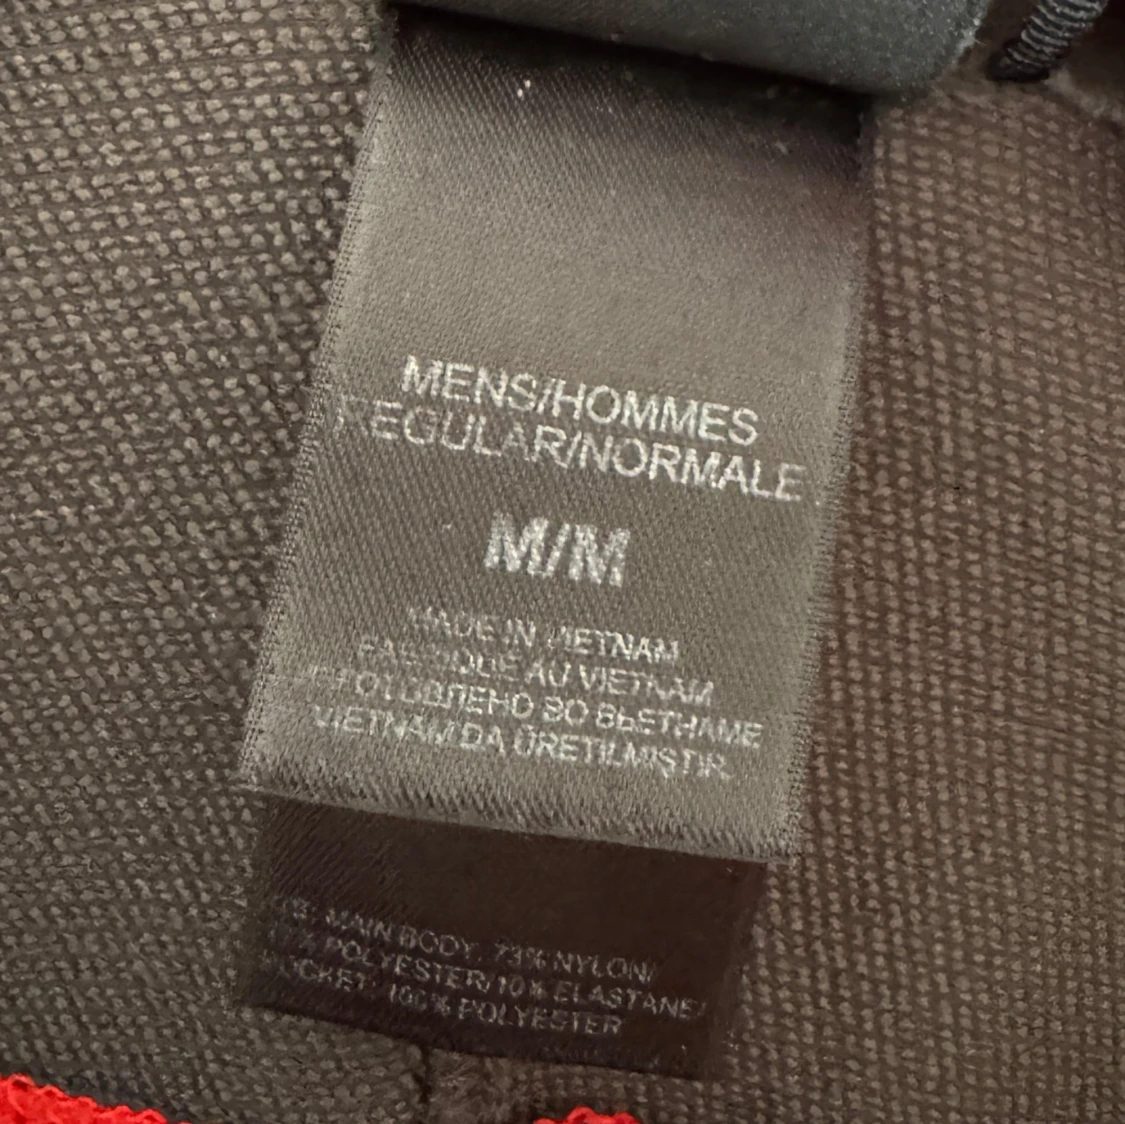 MENS/HOMMES
REGULAR/NORMALE
M/M
MADE IN VIETNAM
FABRIQUE AU VIETNAM
ИЗГОТОВЛЕНО ВО ВЬЕТНАМЕ
VIETNAM'DA ÜRETILMIŞTIR.
MAIN BODY: 73% NYLON/
POLYESTER/10% ELASTANE/
POCKET: 100% POLYESTER